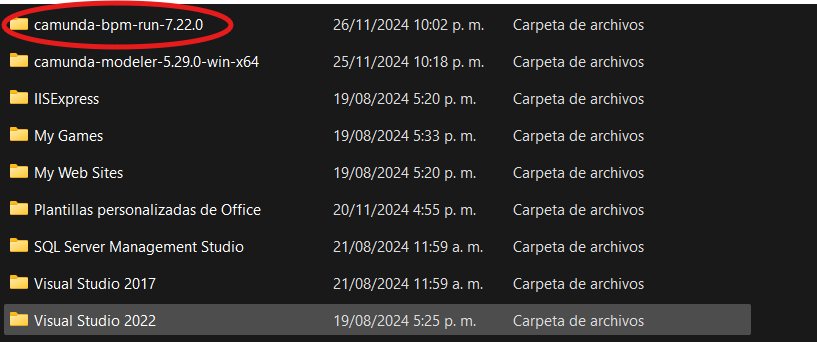 camunda-bpm-run-7.22.0 26/11/2024 10:02 p. m. Carpeta de archivos
camunda-modeler-5.29.0-win-x64 25/11/2024 10:18 p. m. Carpeta de archivos
IISExpress 19/08/2024 5:20 p. m. Carpeta de archivos
My Games 19/08/2024 5:33 p. m. Carpeta de archivos
My Web Sites 19/08/2024 5:20 p. m. Carpeta de archivos
Plantillas personalizadas de Office 20/11/2024 4:55 p. m. Carpeta de archivos
SQL Server Management Studio 21/08/2024 11:59 a. m. Carpeta de archivos
Visual Studio 2017 21/08/2024 11:59 a. m. Carpeta de archivos
Visual Studio 2022 19/08/2024 5:25 p. m. Carpeta de archivos